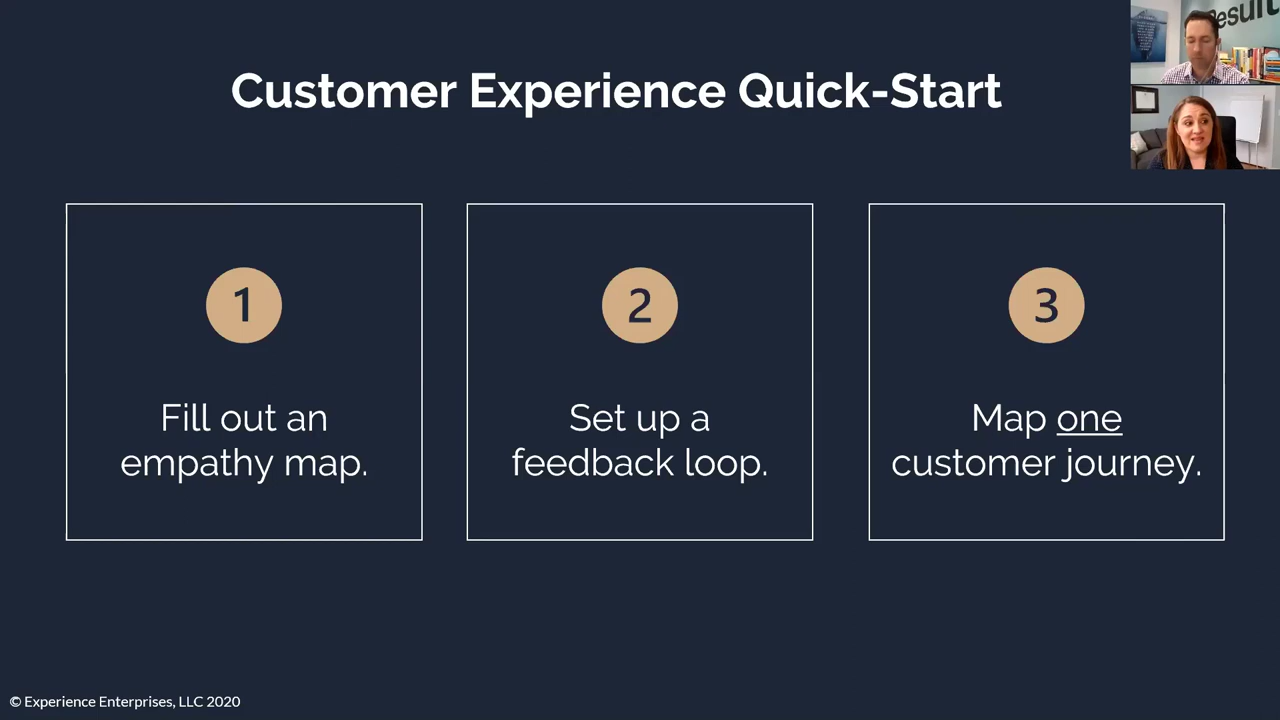 Customer Experience Quick-Start
1
Fill out an
empathy map.
2
Set up a
feedback loop.
3
Map one
customer journey.
© Experience Enterprises, LLC 2020